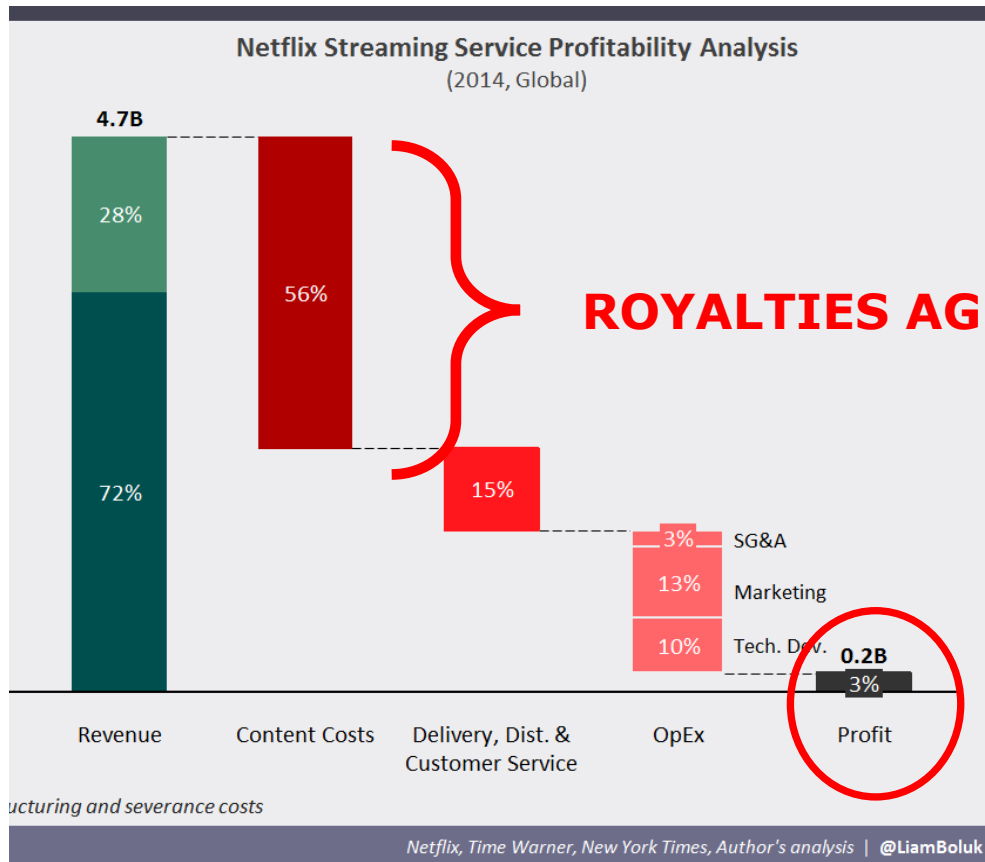 Netflix Streaming Service Profitability Analysis
(2014, Global)
4.7B
28%
56%
ROYALTIES AG
72%
15%
3%
SG&A
13%
Marketing
10%
Tech. Dev.
0.2B
3%
Revenue
Content Costs
Delivery, Dist. &
Customer Service
OpEx
Profit
ucturing and severance costs
Netflix, Time Warner, New York Times, Author's analysis | @LiamBoluk